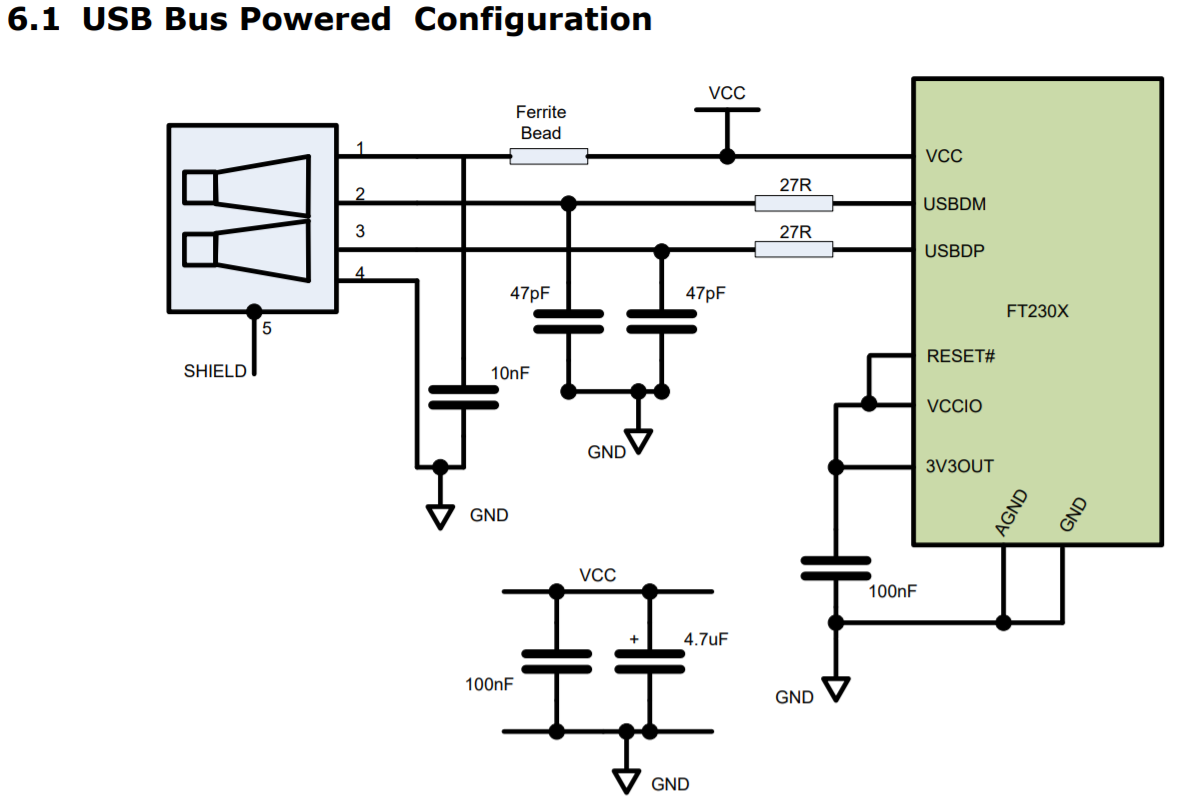 6.1 USB Bus Powered Configuration
VCC
Ferrite
Bead
1
VCC
27R
2
USBDM
27R
3
USBDP
4
47pF
47pF
FT230X
5
SHIELD
RESET#
10nF
VCCIO
GND
3V3OUT
AGND
GND
GND
VCC
100nF
+
4.7uF
100nF
GND
GND